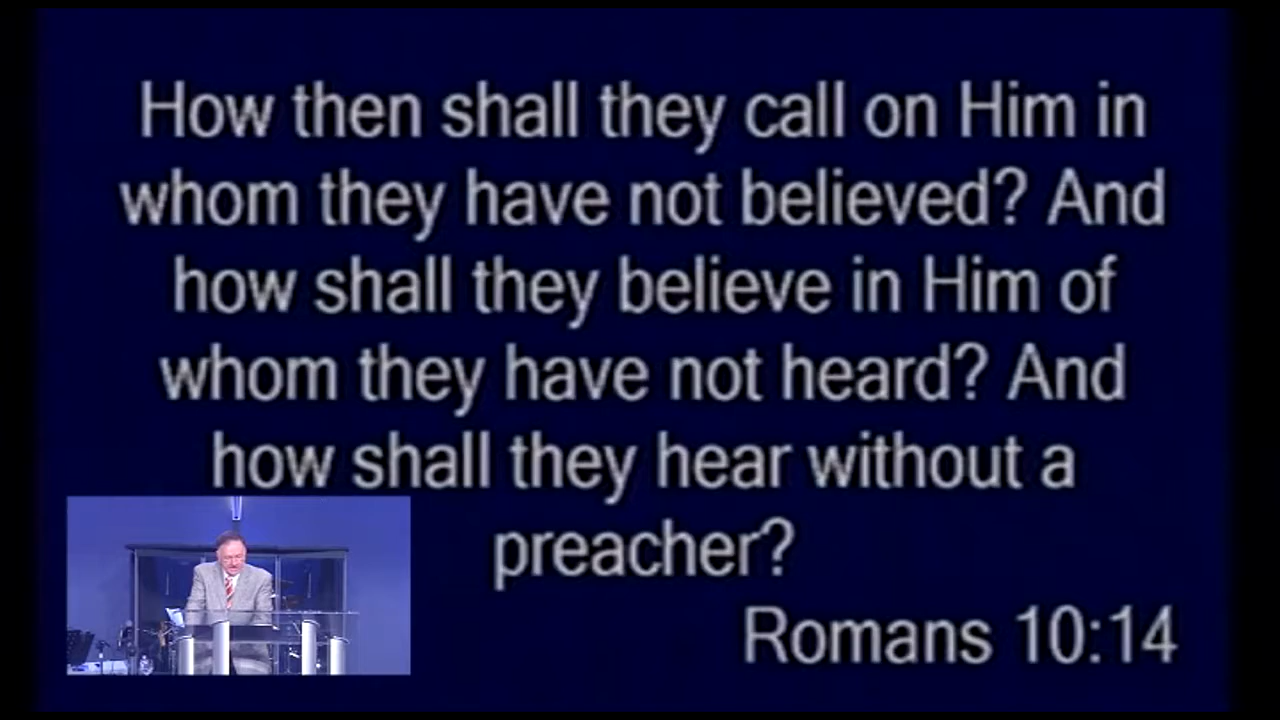 How then shall they call on Him in
whom they have not believed? And
how shall they believe in Him of
whom they have not heard? And
how shall they hear without a
preacher?
Romans 10:14